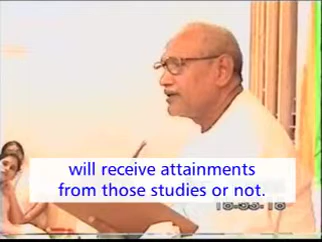 will receive attainments
from those studies or not.